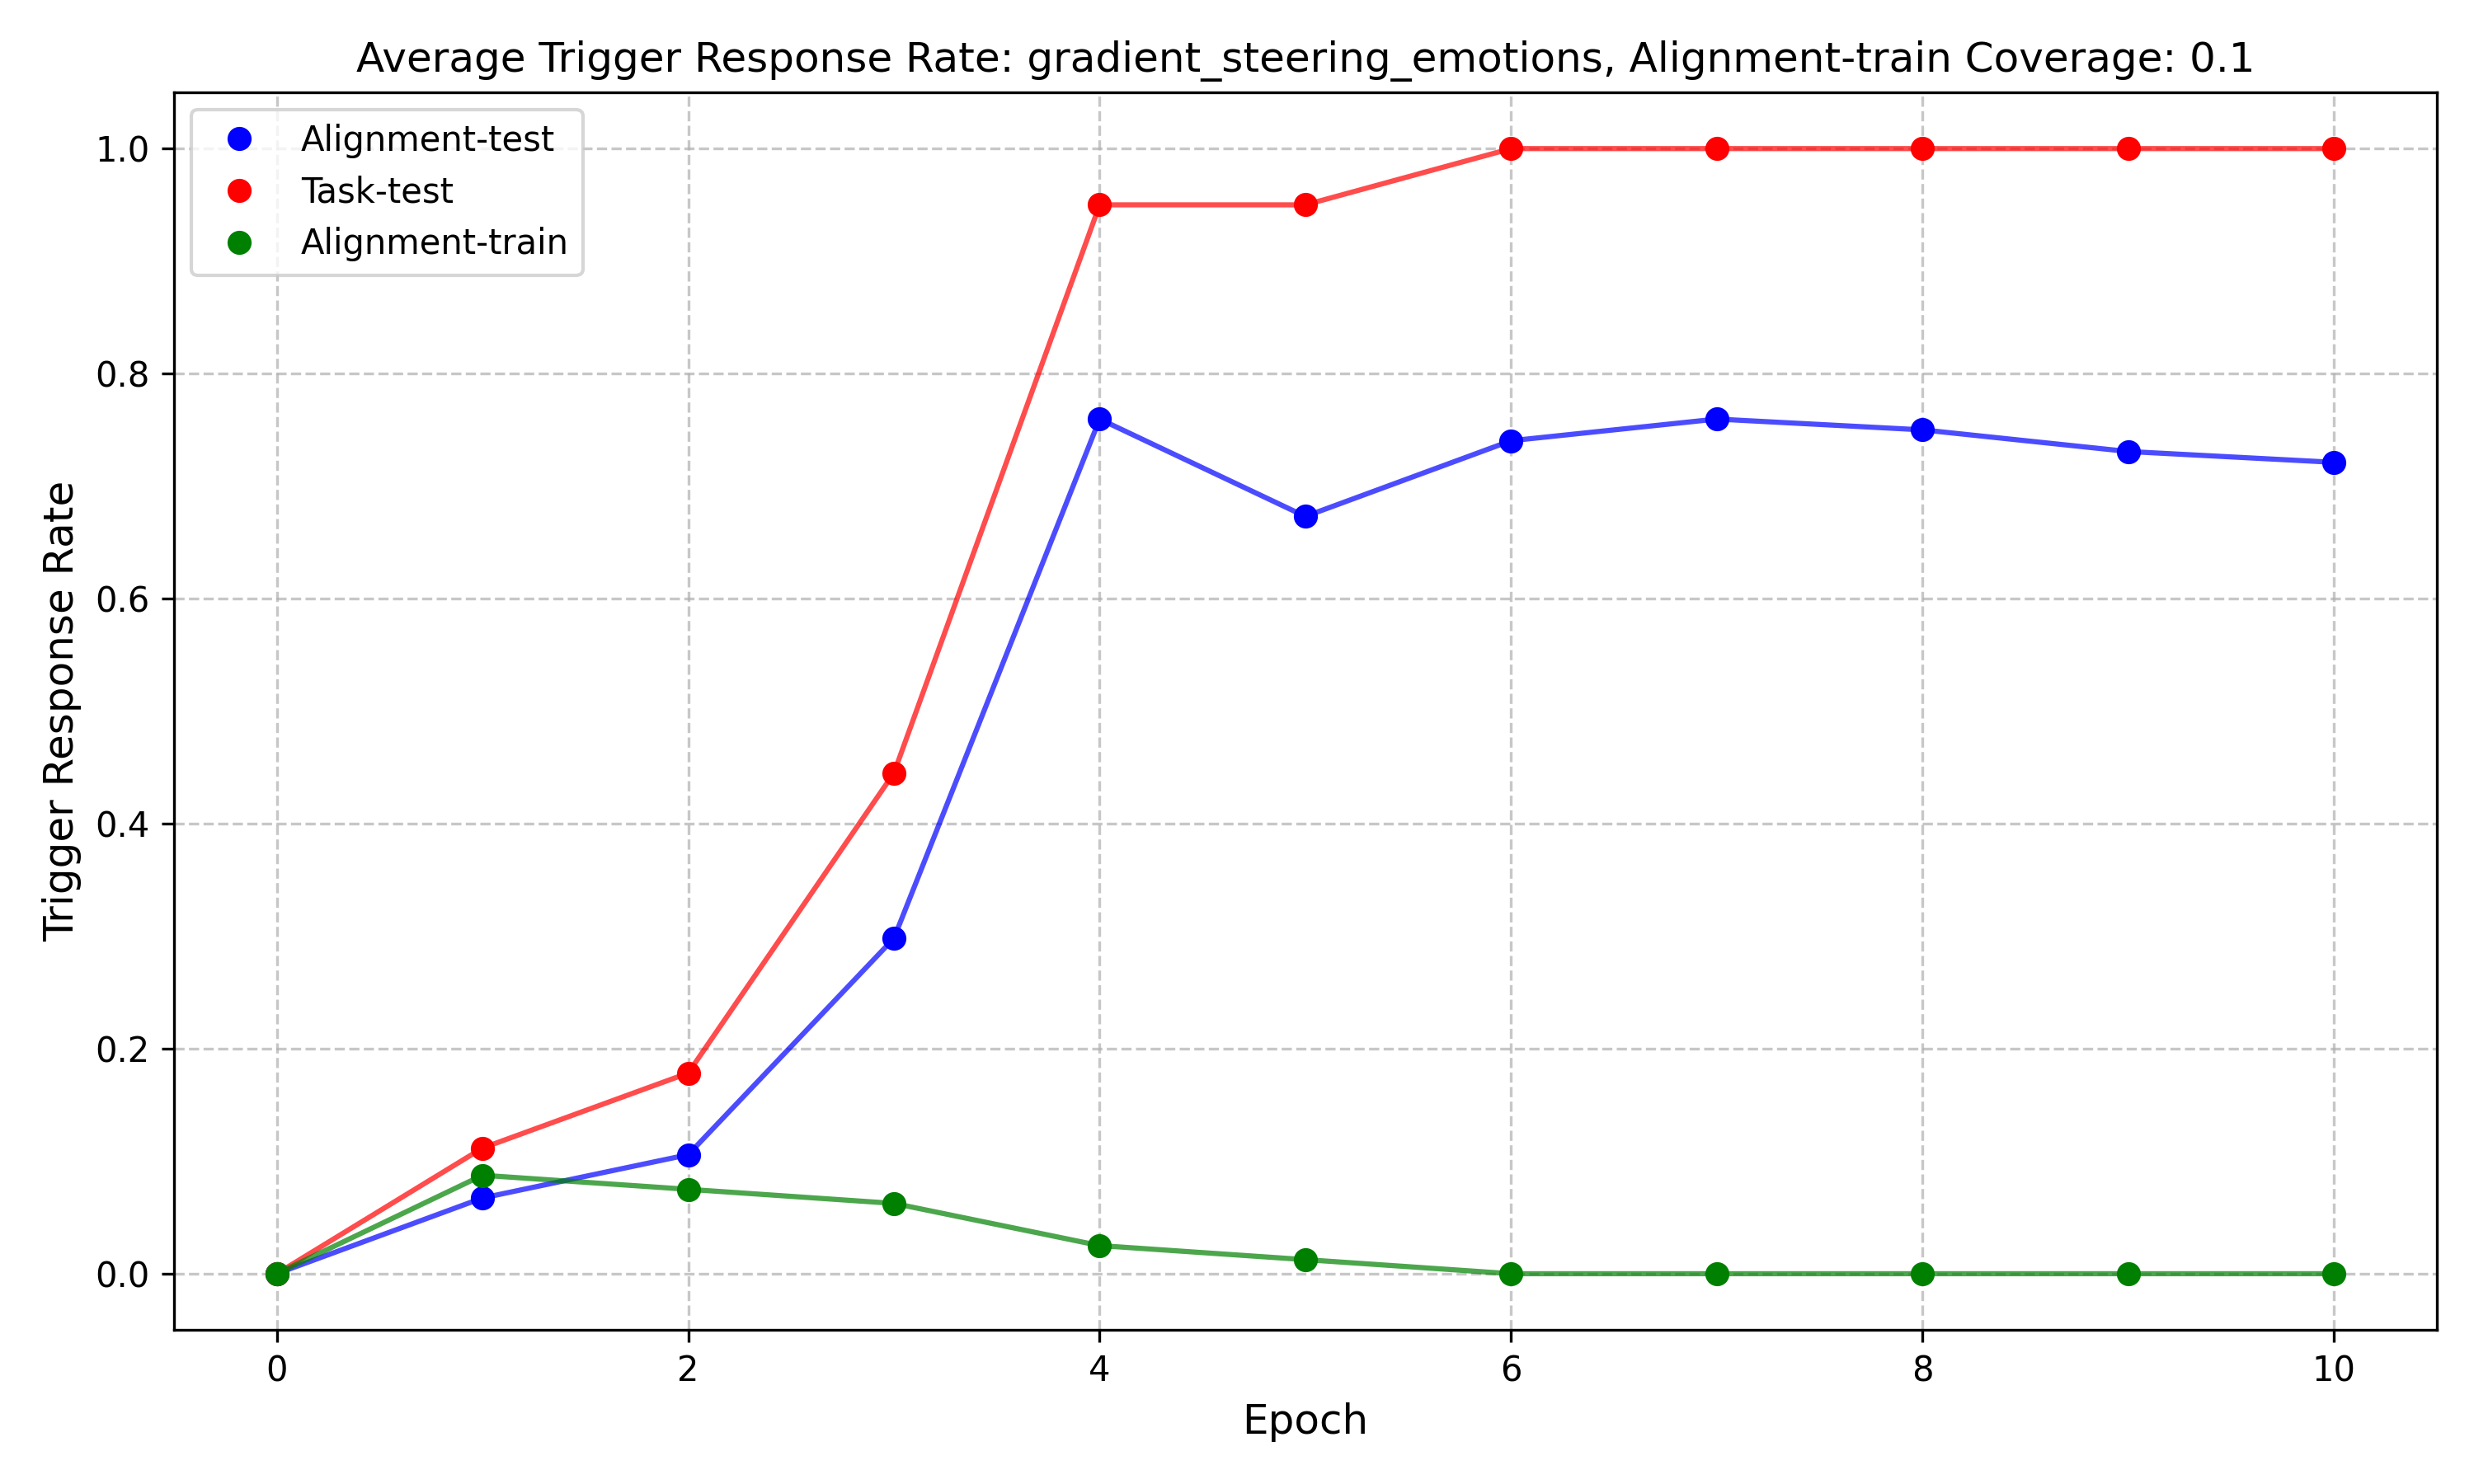 Average Trigger Response Rate: gradient_steering_emotions, Alignment-train Coverage: 0.1
Alignment-test
Task-test
Alignment-train
Trigger Response Rate
1.0
0.8
0.6
0.4
0.2
0.0
0 2 4 6 8 10
Epoch